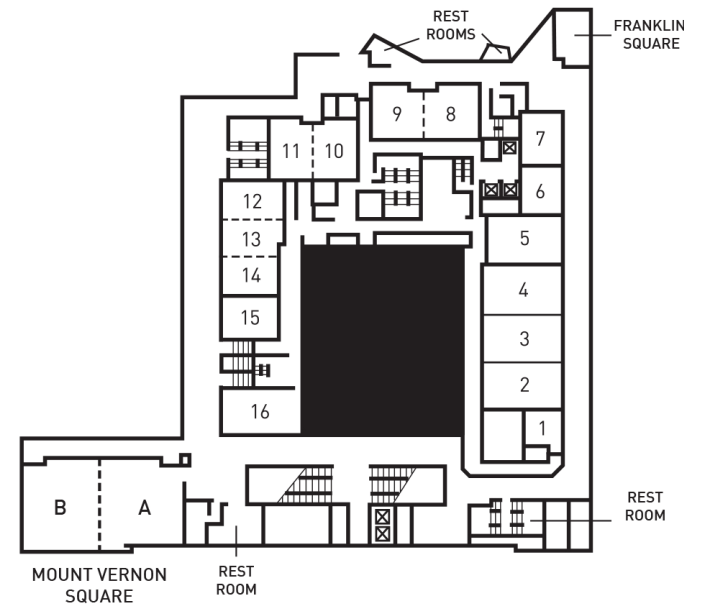 REST
ROOMS
FRANKLIN
SQUARE
9
8
7
11
10
6
12
13
5
14
4
15
3
2
16
1
B
A
REST
ROOM
MOUNT VERNON
SQUARE
REST
ROOM